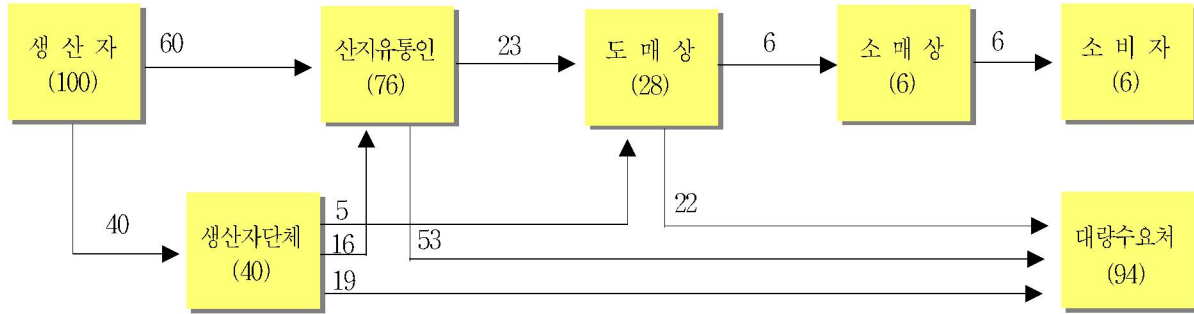 생 산 자
(100)
60
산지유통인
(76)
23
도 매 상
(28)
6
소 매 상
(6)
6
소 비 자
(6)
40
생산자단체
(40)
5
16
19
53
22
대량수요처
(94)